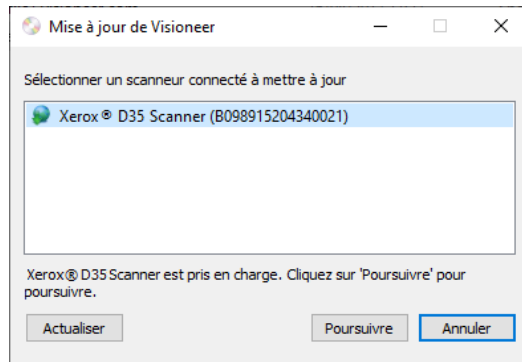 Mise à jour de Visioneer
Sélectionner un scanneur connecté à mettre à jour
Xerox® D35 Scanner (B098915204340021)
Xerox® D35 Scanner est pris en charge. Cliquez sur 'Poursuivre' pour
poursuivre.
Actualiser Poursuivre Annuler